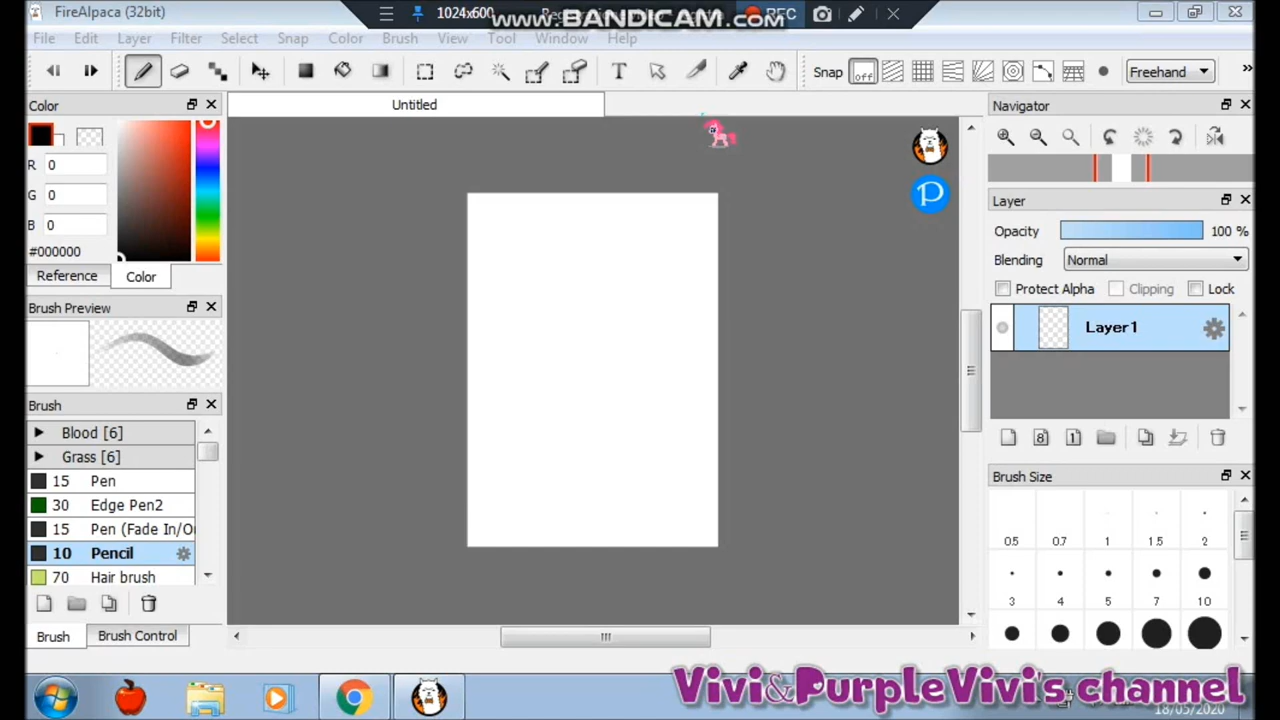 FireAlpaca (32bit)
1024x600
REC
www.BANDICAM.com
File Edit Layer Filter Select Snap Color Brush View Tool Window Help
Snap off Freehand »
Color
Untitled
Navigator
R 0
G 0
B 0
#000000
Reference Color
Layer
Opacity 100 %
Blending Normal
Protect Alpha Clipping Lock
Layer1
8 1
Brush Preview
Brush
Blood [6]
Grass [6]
15 Pen
30 Edge Pen2
15 Pen (Fade In/Ou
10 Pencil
70 Hair brush
Brush Brush Control
Brush Size
0.5 0.7 1 1.5 2
3 4 5 7 10
P
Vivi&PurpleVivi's channel
18/05/2020